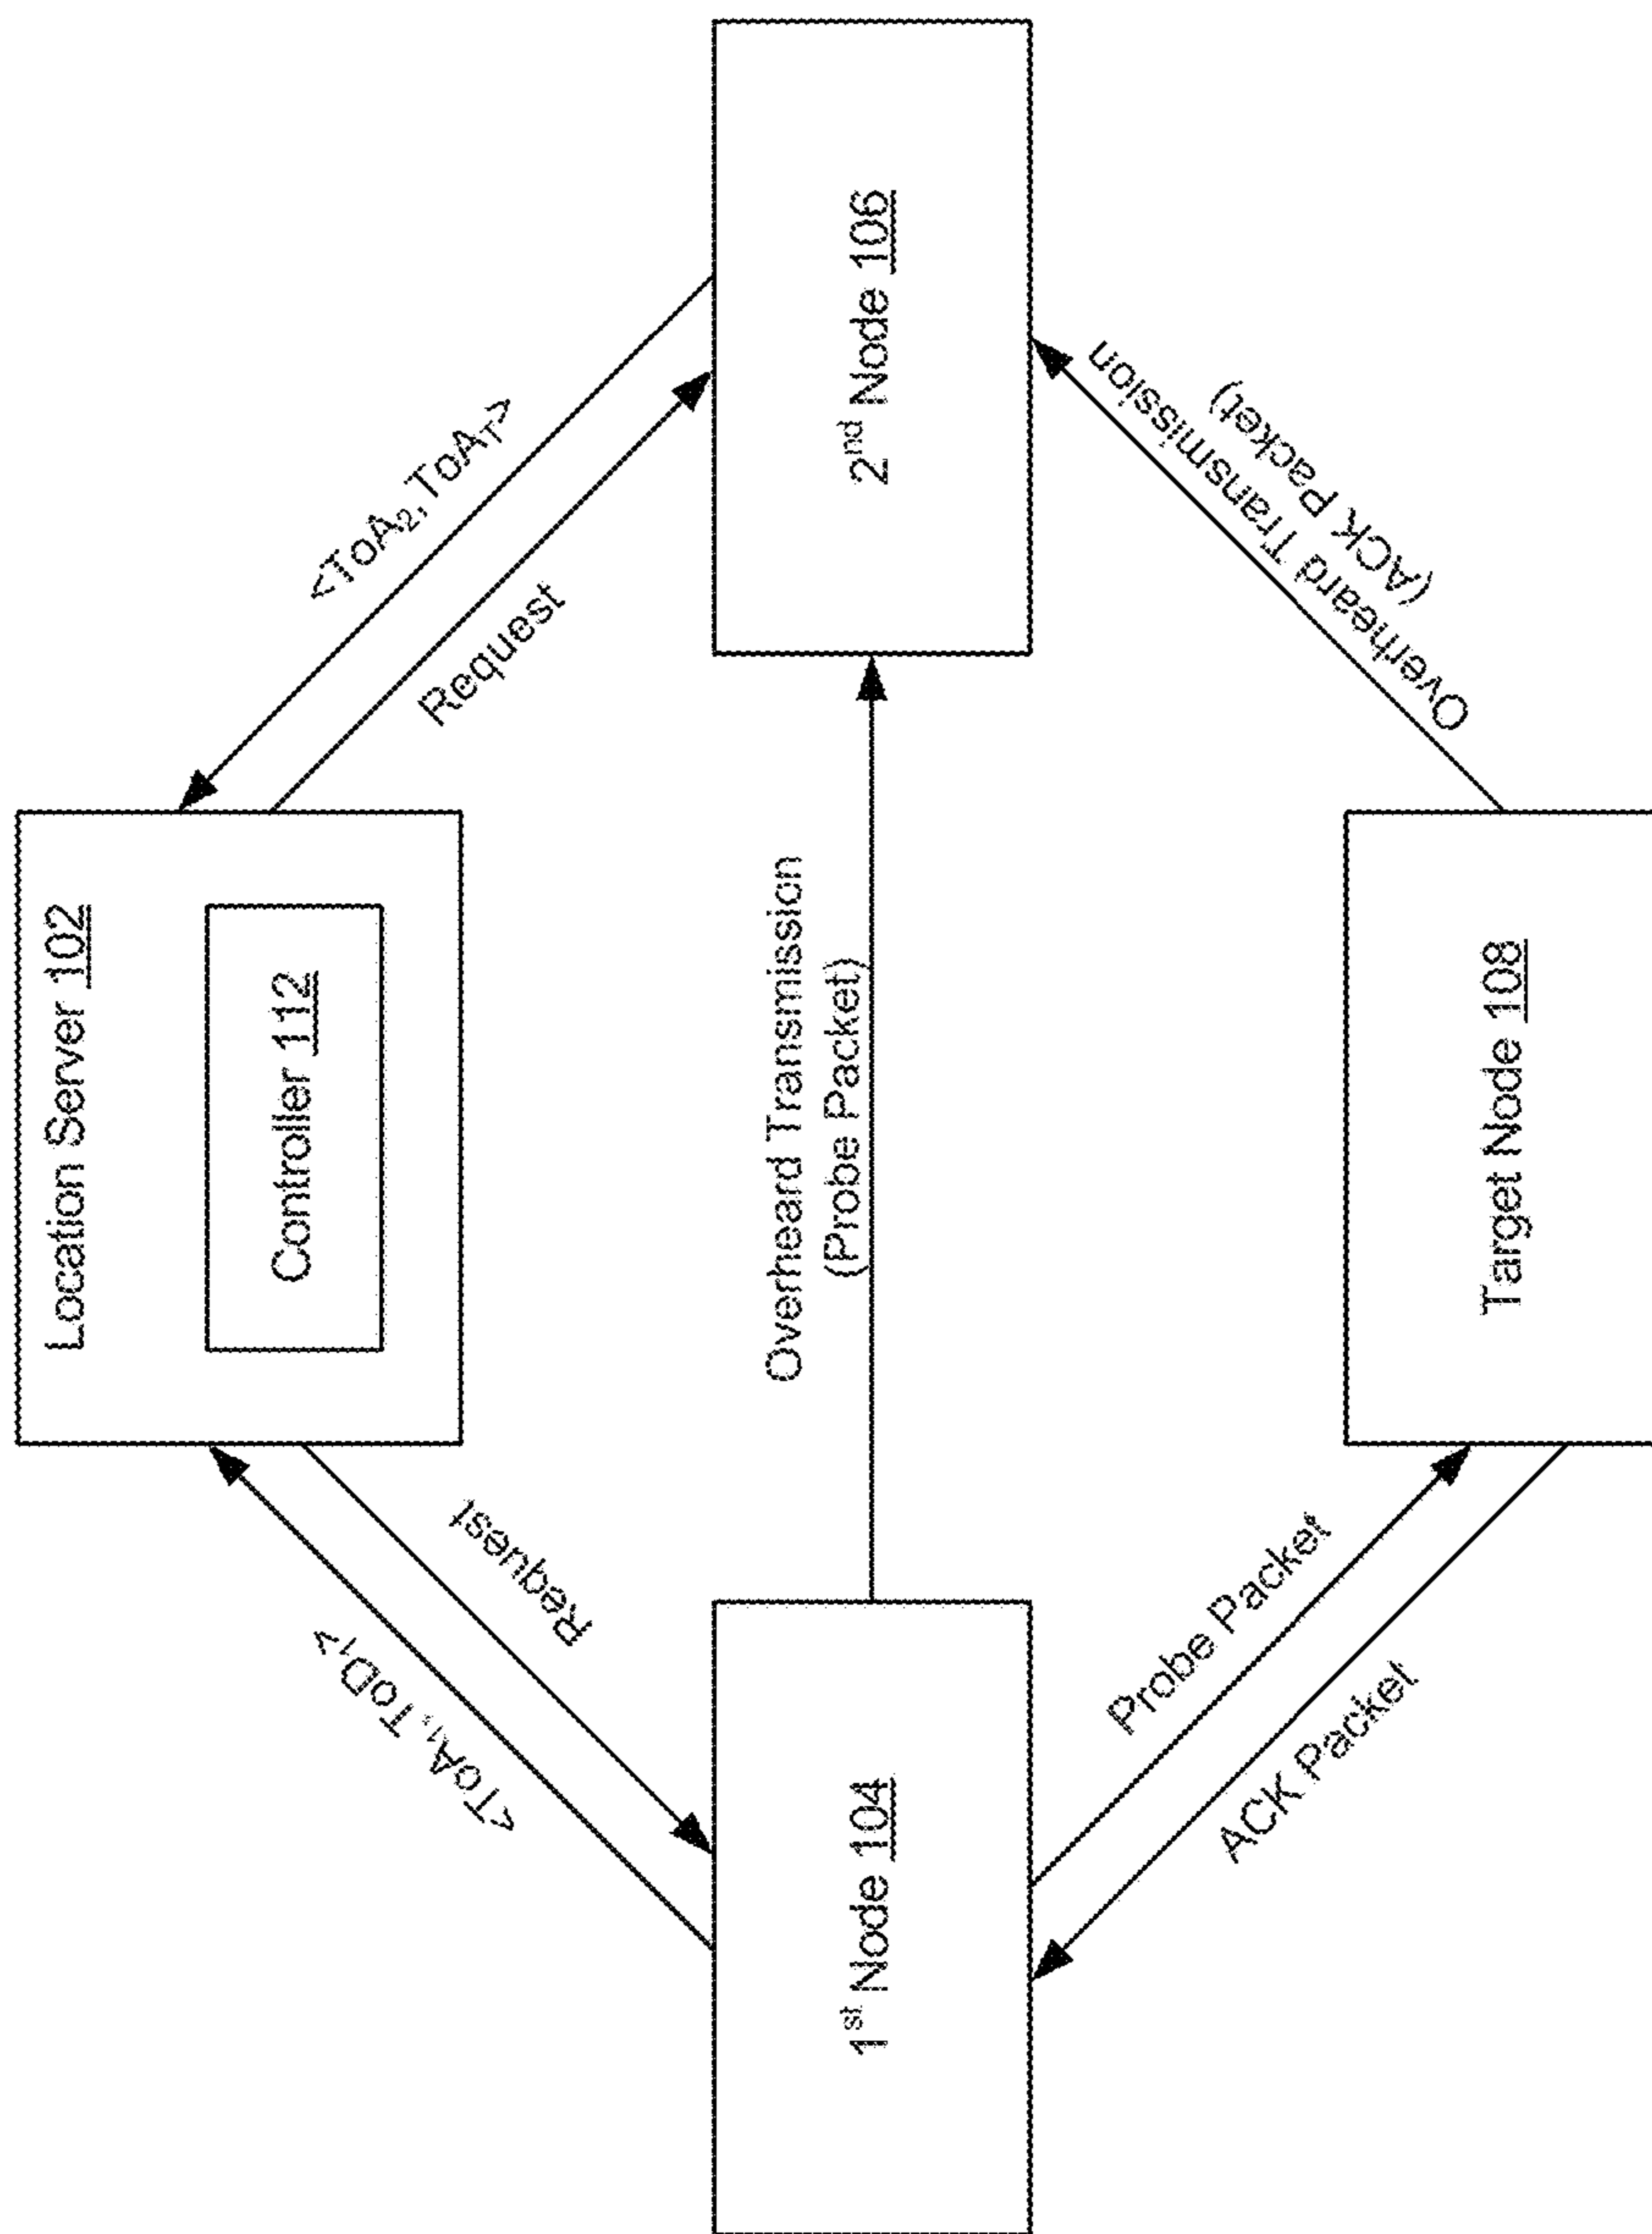 Location Server 102
Controller 112
<ToA₁, ToD₁>
Request
<ToA₂, ToA_T>
Request
1ˢᵗ Node 104
Overheard Transmission
(Probe Packet)
2ⁿᵈ Node 106
Probe Packet
ACK Packet
Overheard Transmission
(ACK Packet)
Target Node 108